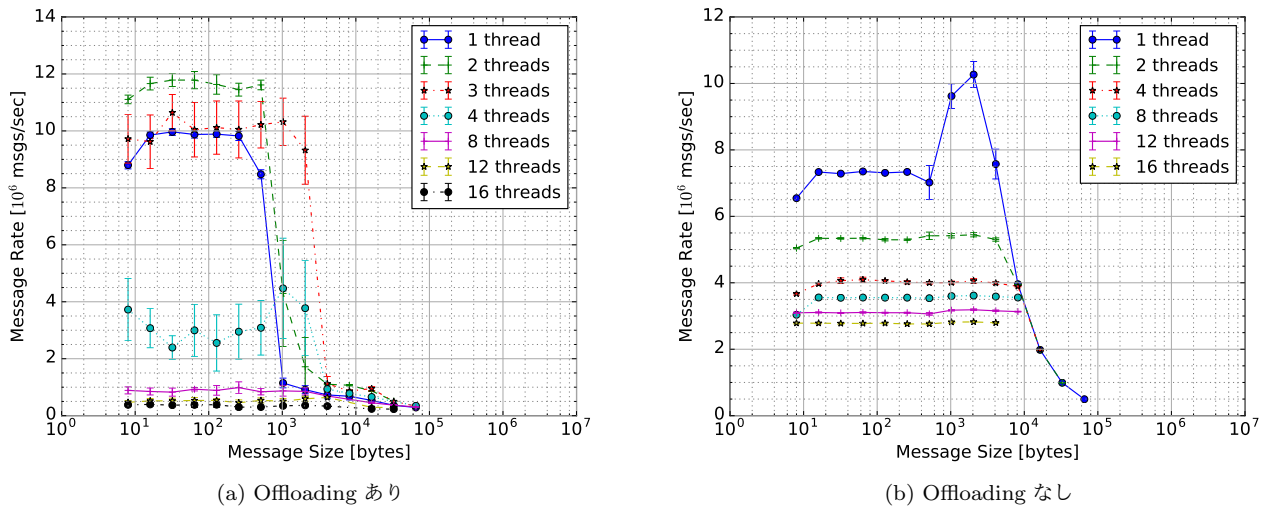 14
12
10
8
6
4
2
0
10^0 10^1 10^2 10^3 10^4 10^5 10^6 10^7
Message Rate [10^6 msgs/sec]
Message Size [bytes]
1 thread
2 threads
3 threads
4 threads
8 threads
12 threads
16 threads
(a) Offloading あり
12
10
8
6
4
2
0
10^0 10^1 10^2 10^3 10^4 10^5 10^6 10^7
Message Rate [10^6 msgs/sec]
Message Size [bytes]
1 thread
2 threads
4 threads
8 threads
12 threads
16 threads
(b) Offloading なし